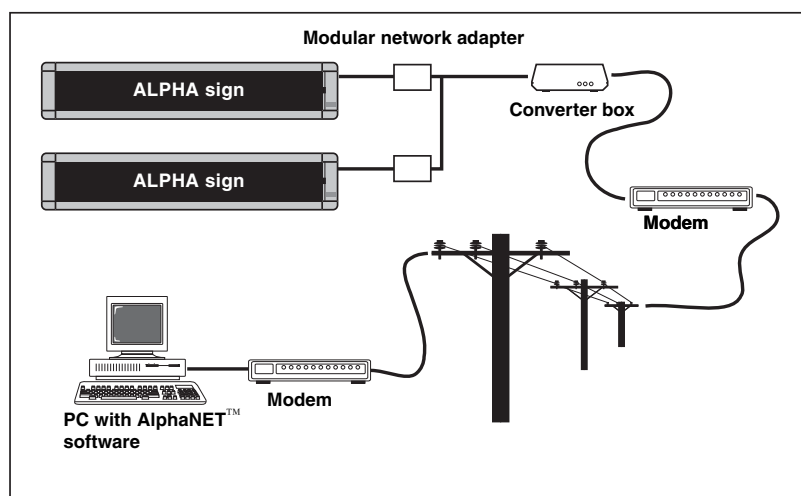 Modular network adapter
ALPHA sign
Converter box
ALPHA sign
Modem
PC with AlphaNET™
software
Modem